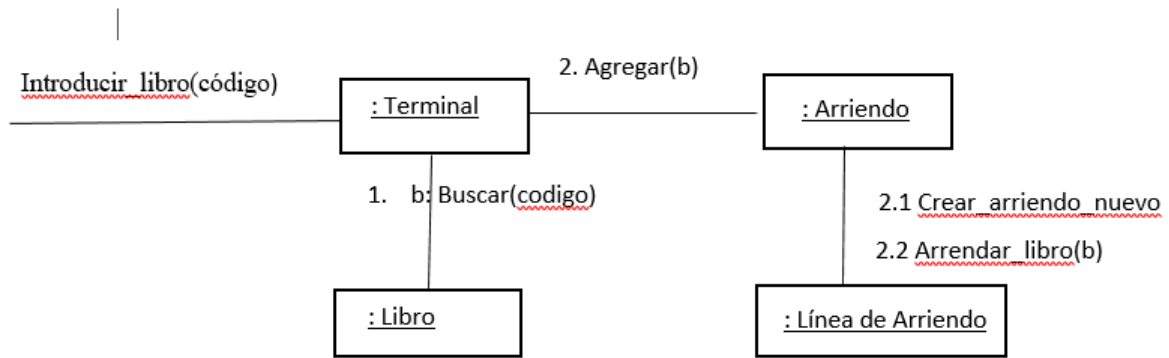 Introducir_libro(código)
2. Agregar(b)
: Terminal
: Arriendo
1. b: Buscar(codigo)
2.1 Crear_arriendo_nuevo
2.2 Arrendar_libro(b)
: Libro
: Línea de Arriendo